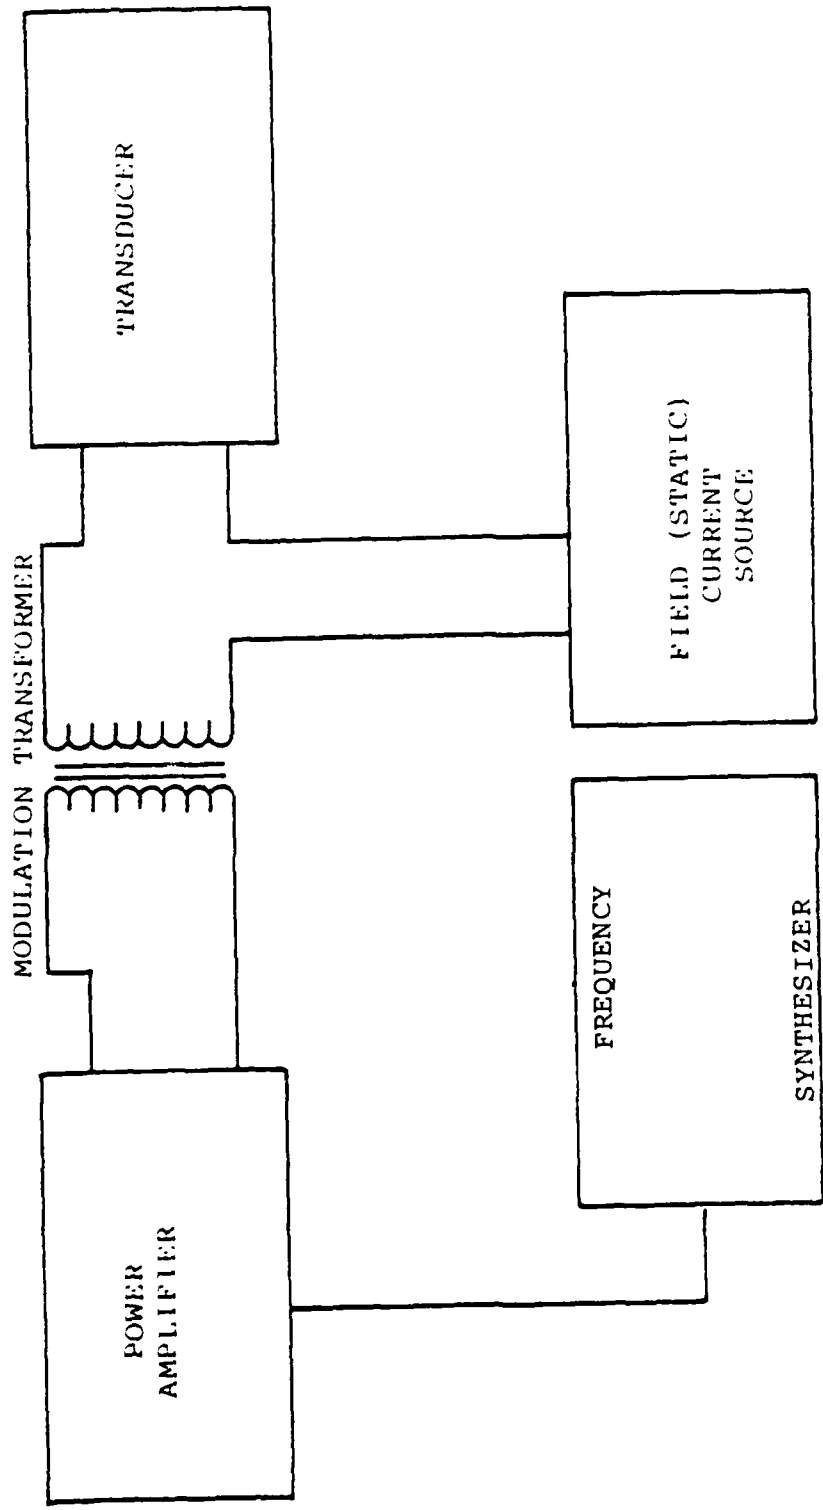 MODULATION TRANSFORMER
POWER
AMPLIFIER
TRANSDUCER
FREQUENCY
SYNTHESIZER
FIELD (STATIC)
CURRENT
SOURCE